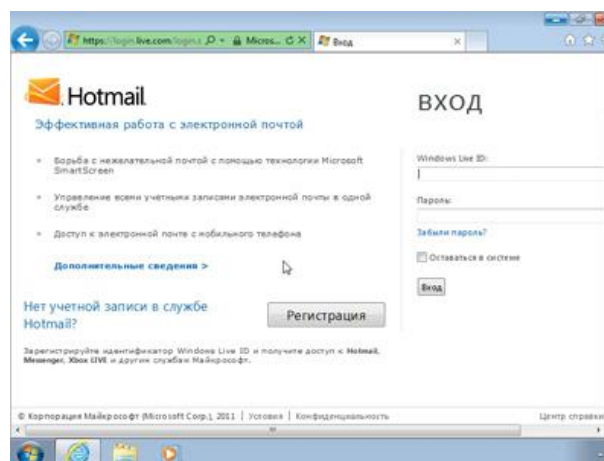 https://login.live.com/login.s
Micros...
Вход
Hotmail
Эффективная работа с электронной почтой
Борьба с нежелательной почтой с помощью технологии Microsoft
SmartScreen
Управление всеми учетными записями электронной почты в одной
службе
Доступ к электронной почте с мобильного телефона
Дополнительные сведения >
Нет учетной записи в службе
Hotmail?
Регистрация
Зарегистрируйте идентификатор Windows Live ID и получите доступ к Hotmail,
Messenger, Xbox LIVE и другим службам Майкрософт.
ВХОД
Windows Live ID:
Пароль:
Забыли пароль?
Оставаться в системе
Вход
© Корпорация Майкрософт (Microsoft Corp.), 2011 | Условия | Конфиденциальность
Центр справки